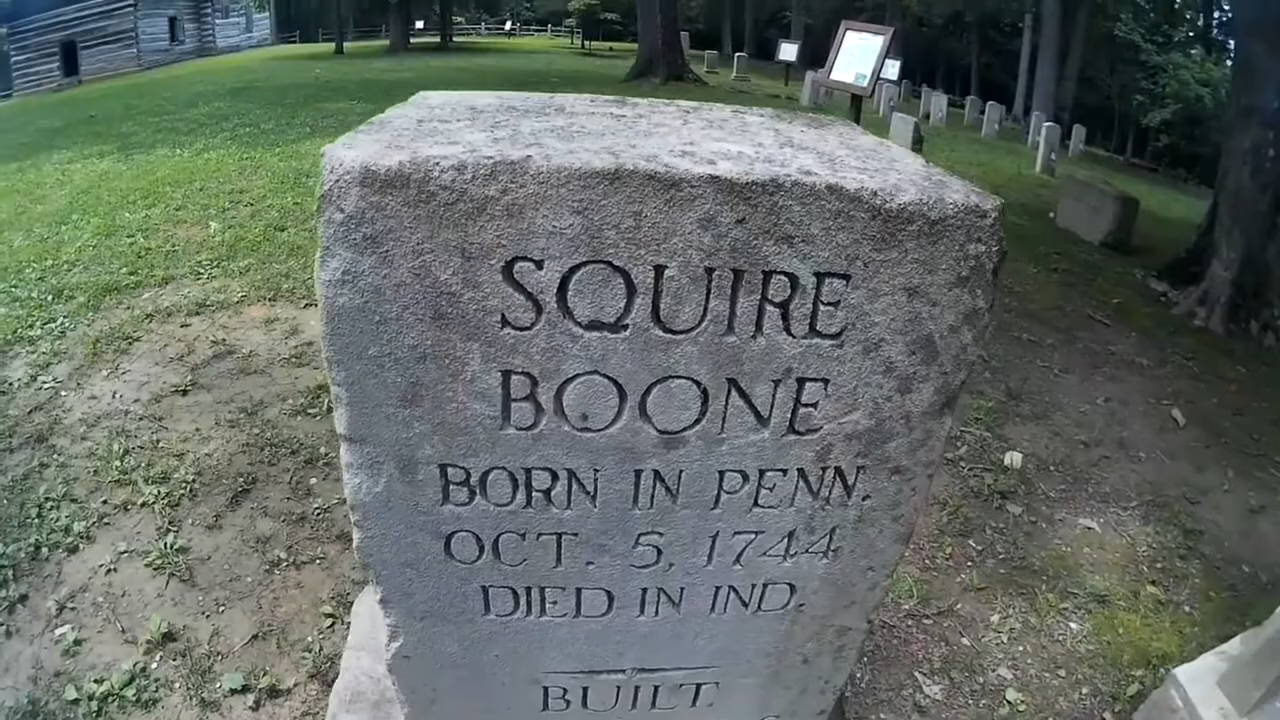 SQUIRE
BOONE
BORN IN PENN.
OCT. 5, 1744
DIED IN IND.
BUILT